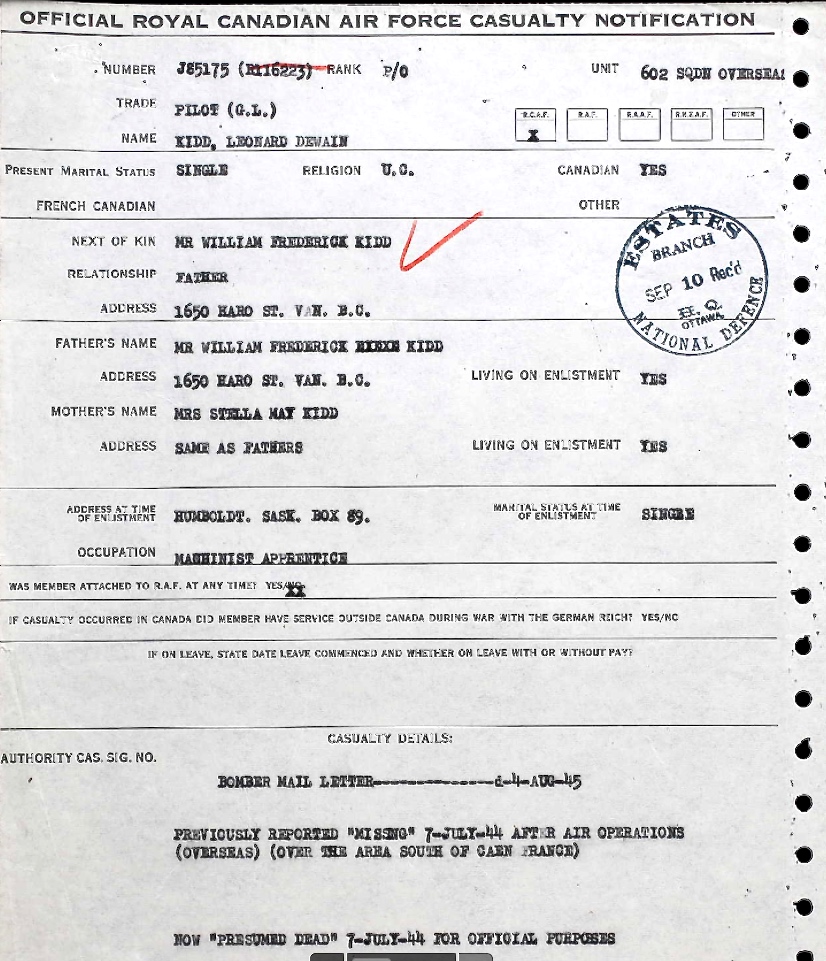 OFFICIAL ROYAL CANADIAN AIR FORCE CASUALTY NOTIFICATION
NUMBER J85175 (R116223) RANK P/O UNIT 602 SQDN OVERSEAS
TRADE PILOT (G.L.)
R.C.A.F. R.A.F. R.A.A.F. R.N.Z.A.F. OTHER
X
NAME KIDD, LEONARD DEWAIN
PRESENT MARITAL STATUS SINGLE RELIGION U.C. CANADIAN YES
FRENCH CANADIAN OTHER
NEXT OF KIN MR WILLIAM FREDERICK KIDD
RELATIONSHIP FATHER
ADDRESS 1650 HARO ST. VAN. B.C.
ESTATES
BRANCH
SEP 10 Rec'd
H. Q.
OTTAWA
NATIONAL DEFENCE
FATHER'S NAME MR WILLIAM FREDERICK KIDD
ADDRESS 1650 HARO ST. VAN. B.C. LIVING ON ENLISTMENT YES
MOTHER'S NAME MRS STELLA MAY KIDD
ADDRESS SAME AS FATHERS LIVING ON ENLISTMENT YES
ADDRESS AT TIME OF ENLISTMENT HUMBOLDT. SASK. BOX 89. MARITAL STATUS AT TIME OF ENLISTMENT SINGLE
OCCUPATION MACHINIST APPRENTICE
WAS MEMBER ATTACHED TO R.A.F. AT ANY TIME? YES/NO XX
IF CASUALTY OCCURRED IN CANADA DID MEMBER HAVE SERVICE OUTSIDE CANADA DURING WAR WITH THE GERMAN REICH? YES/NO
IF ON LEAVE, STATE DATE LEAVE COMMENCED AND WHETHER ON LEAVE WITH OR WITHOUT PAY?
CASUALTY DETAILS:
AUTHORITY CAS. SIG. NO.
BOMBER MAIL LETTER---------------d-4-AUG-45
PREVIOUSLY REPORTED "MISSNG" 7-JULY-44 AFTER AIR OPERATIONS
(OVERSEAS) (OVER THE AREA SOUTH OF CAEN FRANCE)
NOW "PRESUMED DEAD" 7-JULY-44 FOR OFFICIAL PURPOSES